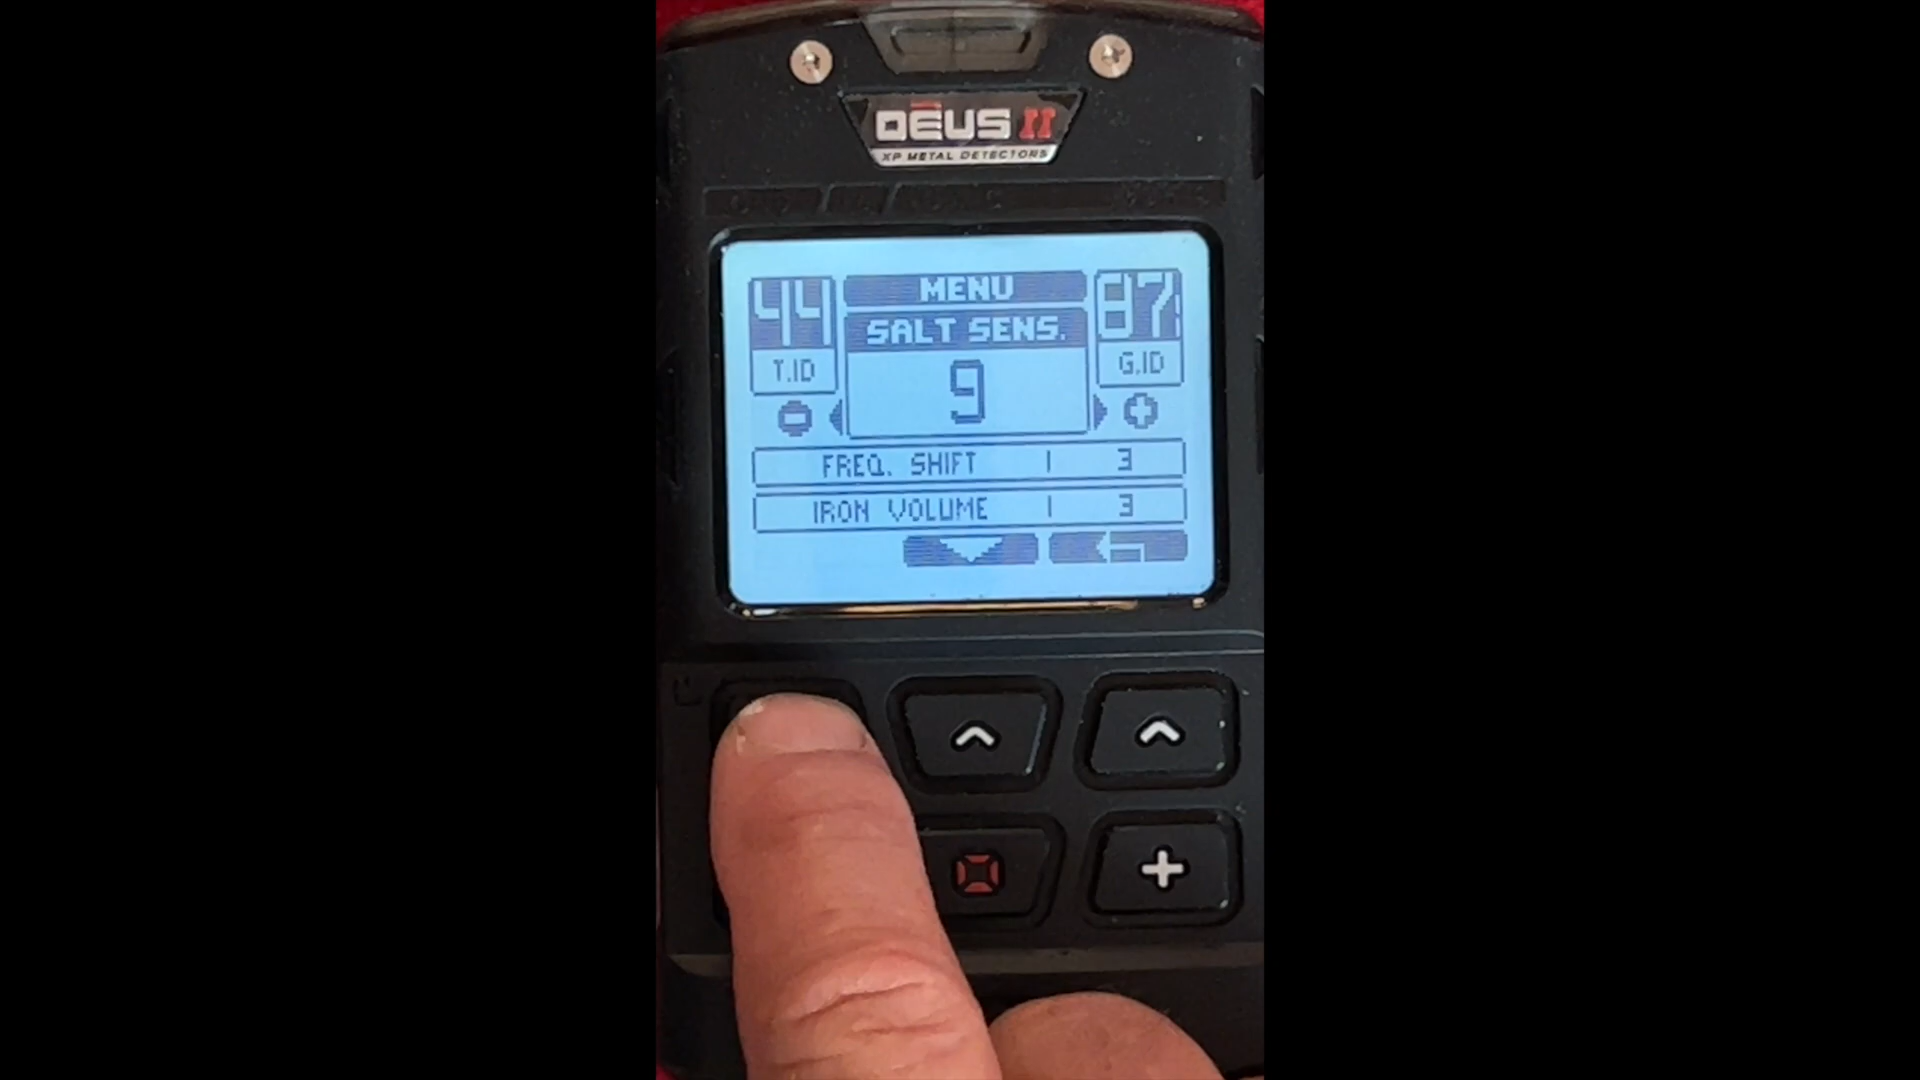 DEUS II
XP METAL DETECTORS
44 MENU 87
SALT SENS.
T.ID 9 G.ID
FREQ. SHIFT | 3
IRON VOLUME | 3